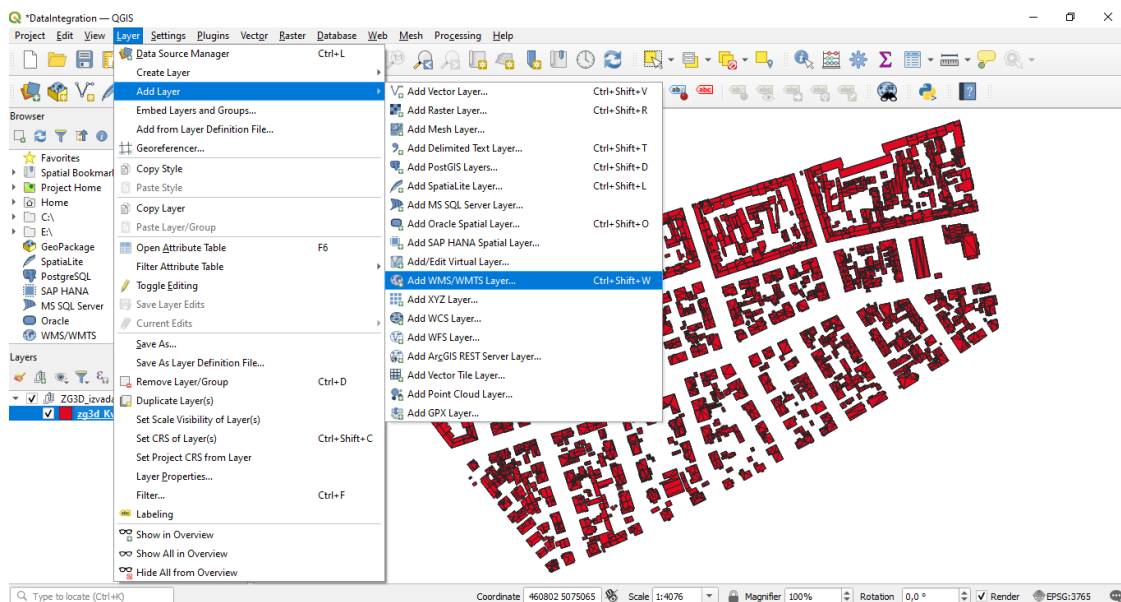 *DataIntegration — QGIS
Project Edit View Layer Settings Plugins Vector Raster Database Web Mesh Processing Help
Data Source Manager Ctrl+L
Create Layer
Add Layer
Embed Layers and Groups...
Add from Layer Definition File...
Georeferencer...
Copy Style
Paste Style
Copy Layer
Paste Layer/Group
Open Attribute Table F6
Filter Attribute Table
Toggle Editing
Save Layer Edits
Current Edits
Save As...
Save As Layer Definition File...
Remove Layer/Group Ctrl+D
Duplicate Layer(s)
Set Scale Visibility of Layer(s)
Set CRS of Layer(s) Ctrl+Shift+C
Set Project CRS from Layer
Layer Properties...
Filter... Ctrl+F
Labeling
Show in Overview
Show All in Overview
Hide All from Overview
Add Vector Layer... Ctrl+Shift+V
Add Raster Layer... Ctrl+Shift+R
Add Mesh Layer...
Add Delimited Text Layer... Ctrl+Shift+T
Add PostGIS Layers... Ctrl+Shift+D
Add SpatiaLite Layer... Ctrl+Shift+L
Add MS SQL Server Layer...
Add Oracle Spatial Layer... Ctrl+Shift+O
Add SAP HANA Spatial Layer...
Add/Edit Virtual Layer...
Add WMS/WMTS Layer... Ctrl+Shift+W
Add XYZ Layer...
Add WCS Layer...
Add WFS Layer...
Add ArcGIS REST Server Layer...
Add Vector Tile Layer...
Add Point Cloud Layer...
Add GPX Layer...
Browser
Favorites
Spatial Bookmar
Project Home
Home
C:\
E:\
GeoPackage
SpatiaLite
PostgreSQL
SAP HANA
MS SQL Server
Oracle
WMS/WMTS
Layers
ZG3D_izvada
zg3d_Kv
Type to locate (Ctrl+K)
Coordinate 460802 5075065 Scale 1:4076 Magnifier 100% Rotation 0,0 ° Render EPSG:3765